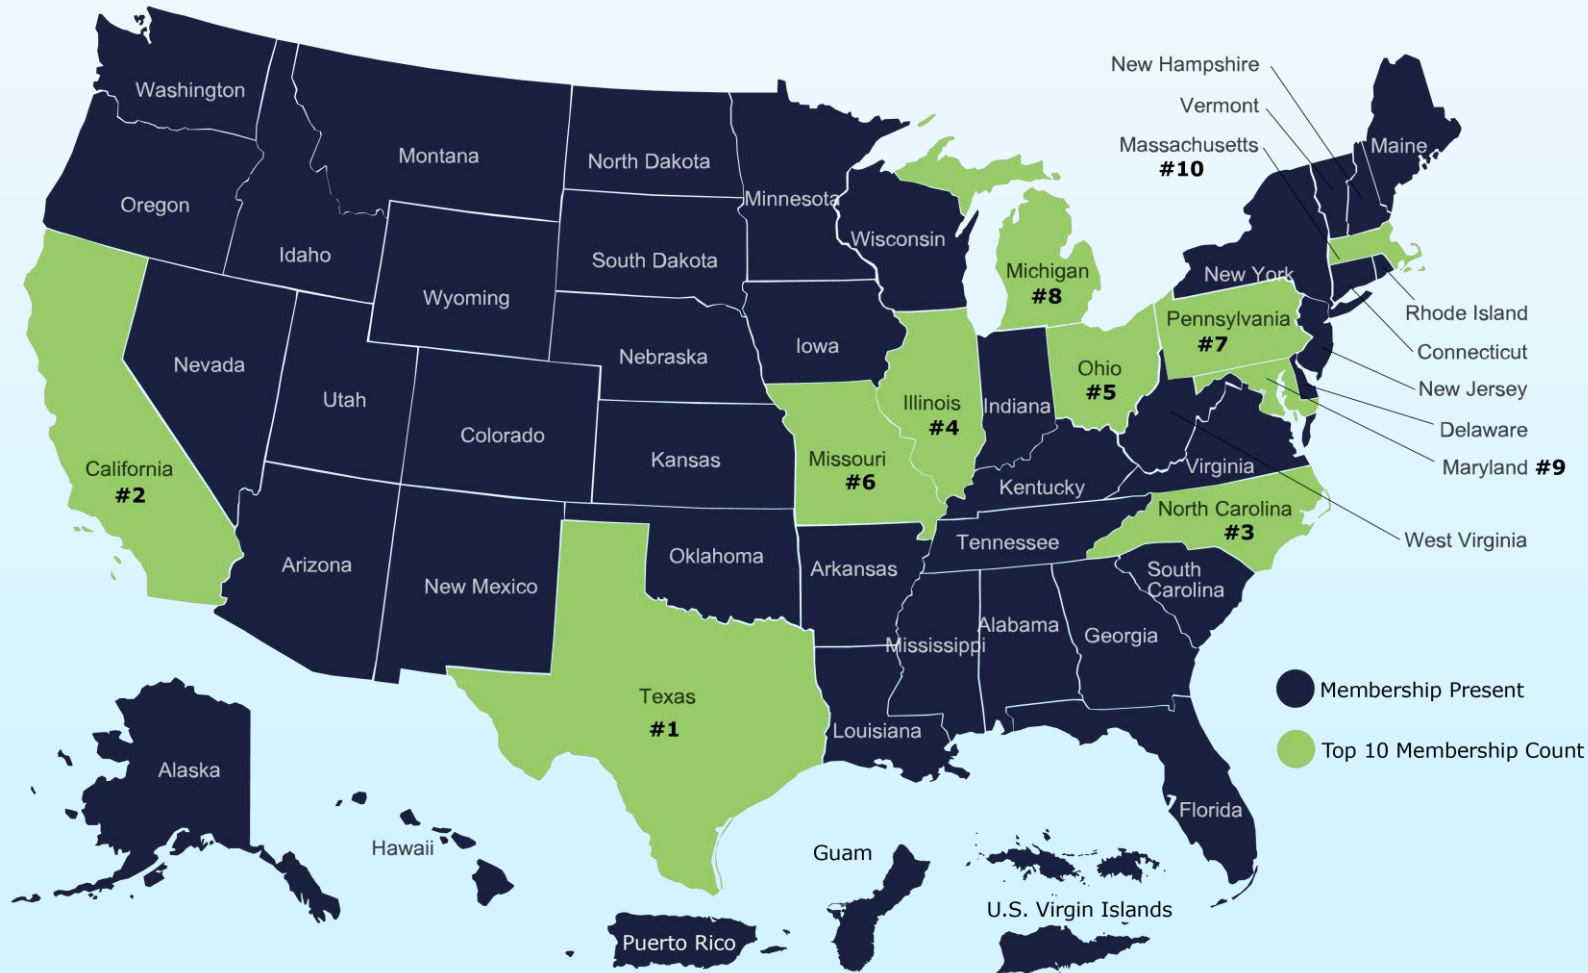 Washington
Montana
North Dakota
Minnesota
Oregon
Idaho
Wyoming
South Dakota
Wisconsin
Michigan
#8
New Hampshire
Vermont
Massachusetts
#10
Maine
New York
Pennsylvania
#7
Rhode Island
Connecticut
New Jersey
Delaware
Maryland #9
West Virginia
Nevada
Utah
Colorado
Nebraska
Iowa
Kansas
Illinois
#4
Indiana
Ohio
#5
Missouri
#6
California
#2
Kentucky
Virginia
North Carolina
#3
Tennessee
Arizona
New Mexico
Oklahoma
Arkansas
South
Carolina
Mississippi
Alabama
Georgia
Texas
#1
Louisiana
Florida
Membership Present
Top 10 Membership Count
Alaska
Hawaii
Guam
U.S. Virgin Islands
Puerto Rico